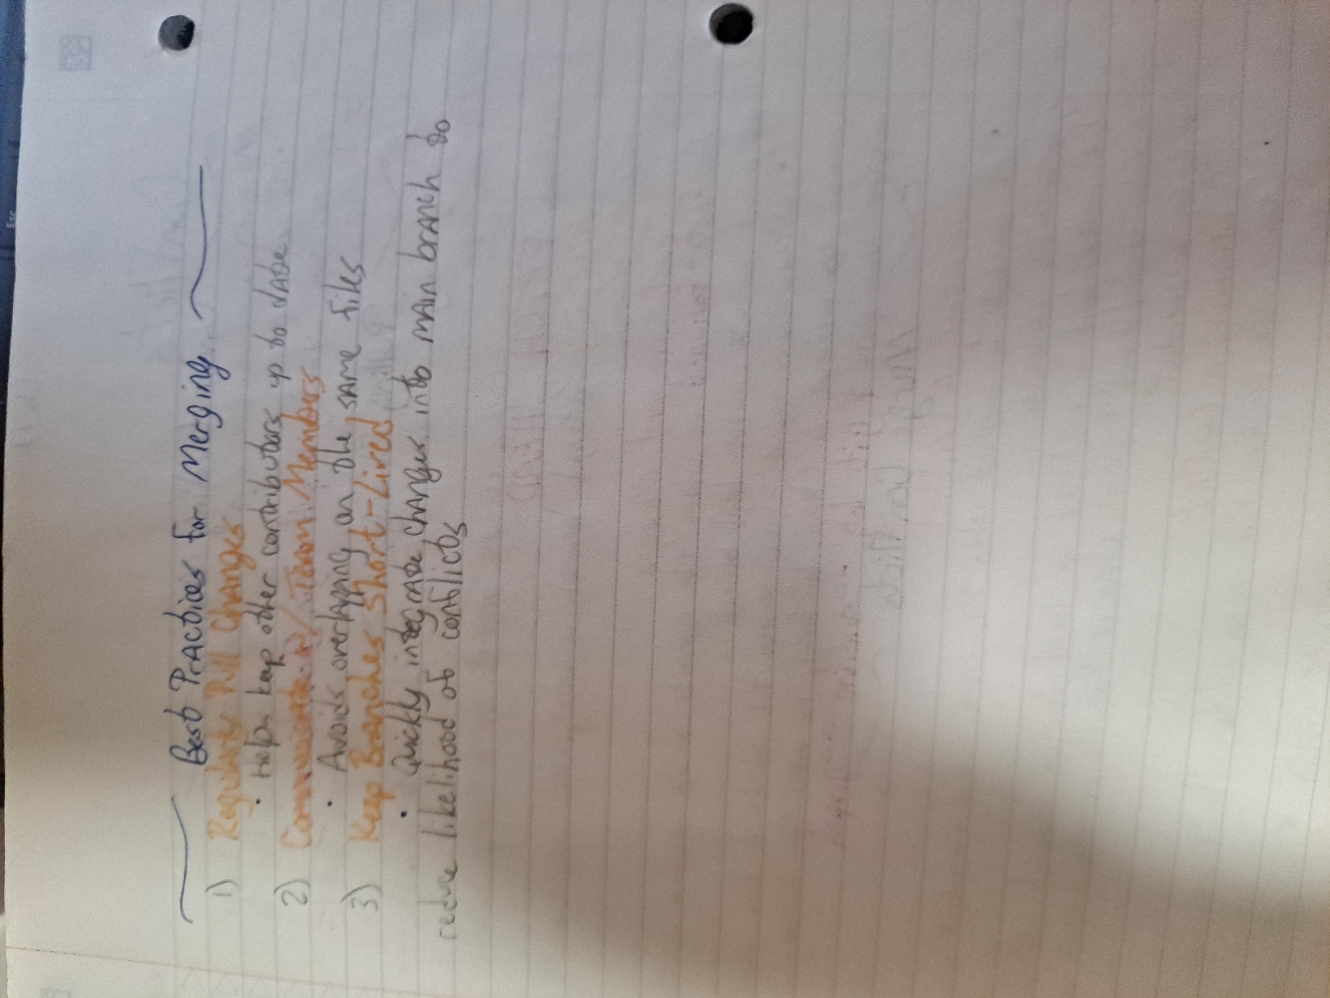 Best Practices for Merging
1) Regularly Pull Changes
• Helps keep other contributors up to date
2) Communicate w/ Team Members
• Avoids overlapping on the same files
3) Keep Branches Short-Lived
• Quickly integrate changes into main branch to
reduce likelihood of conflicts
Esc